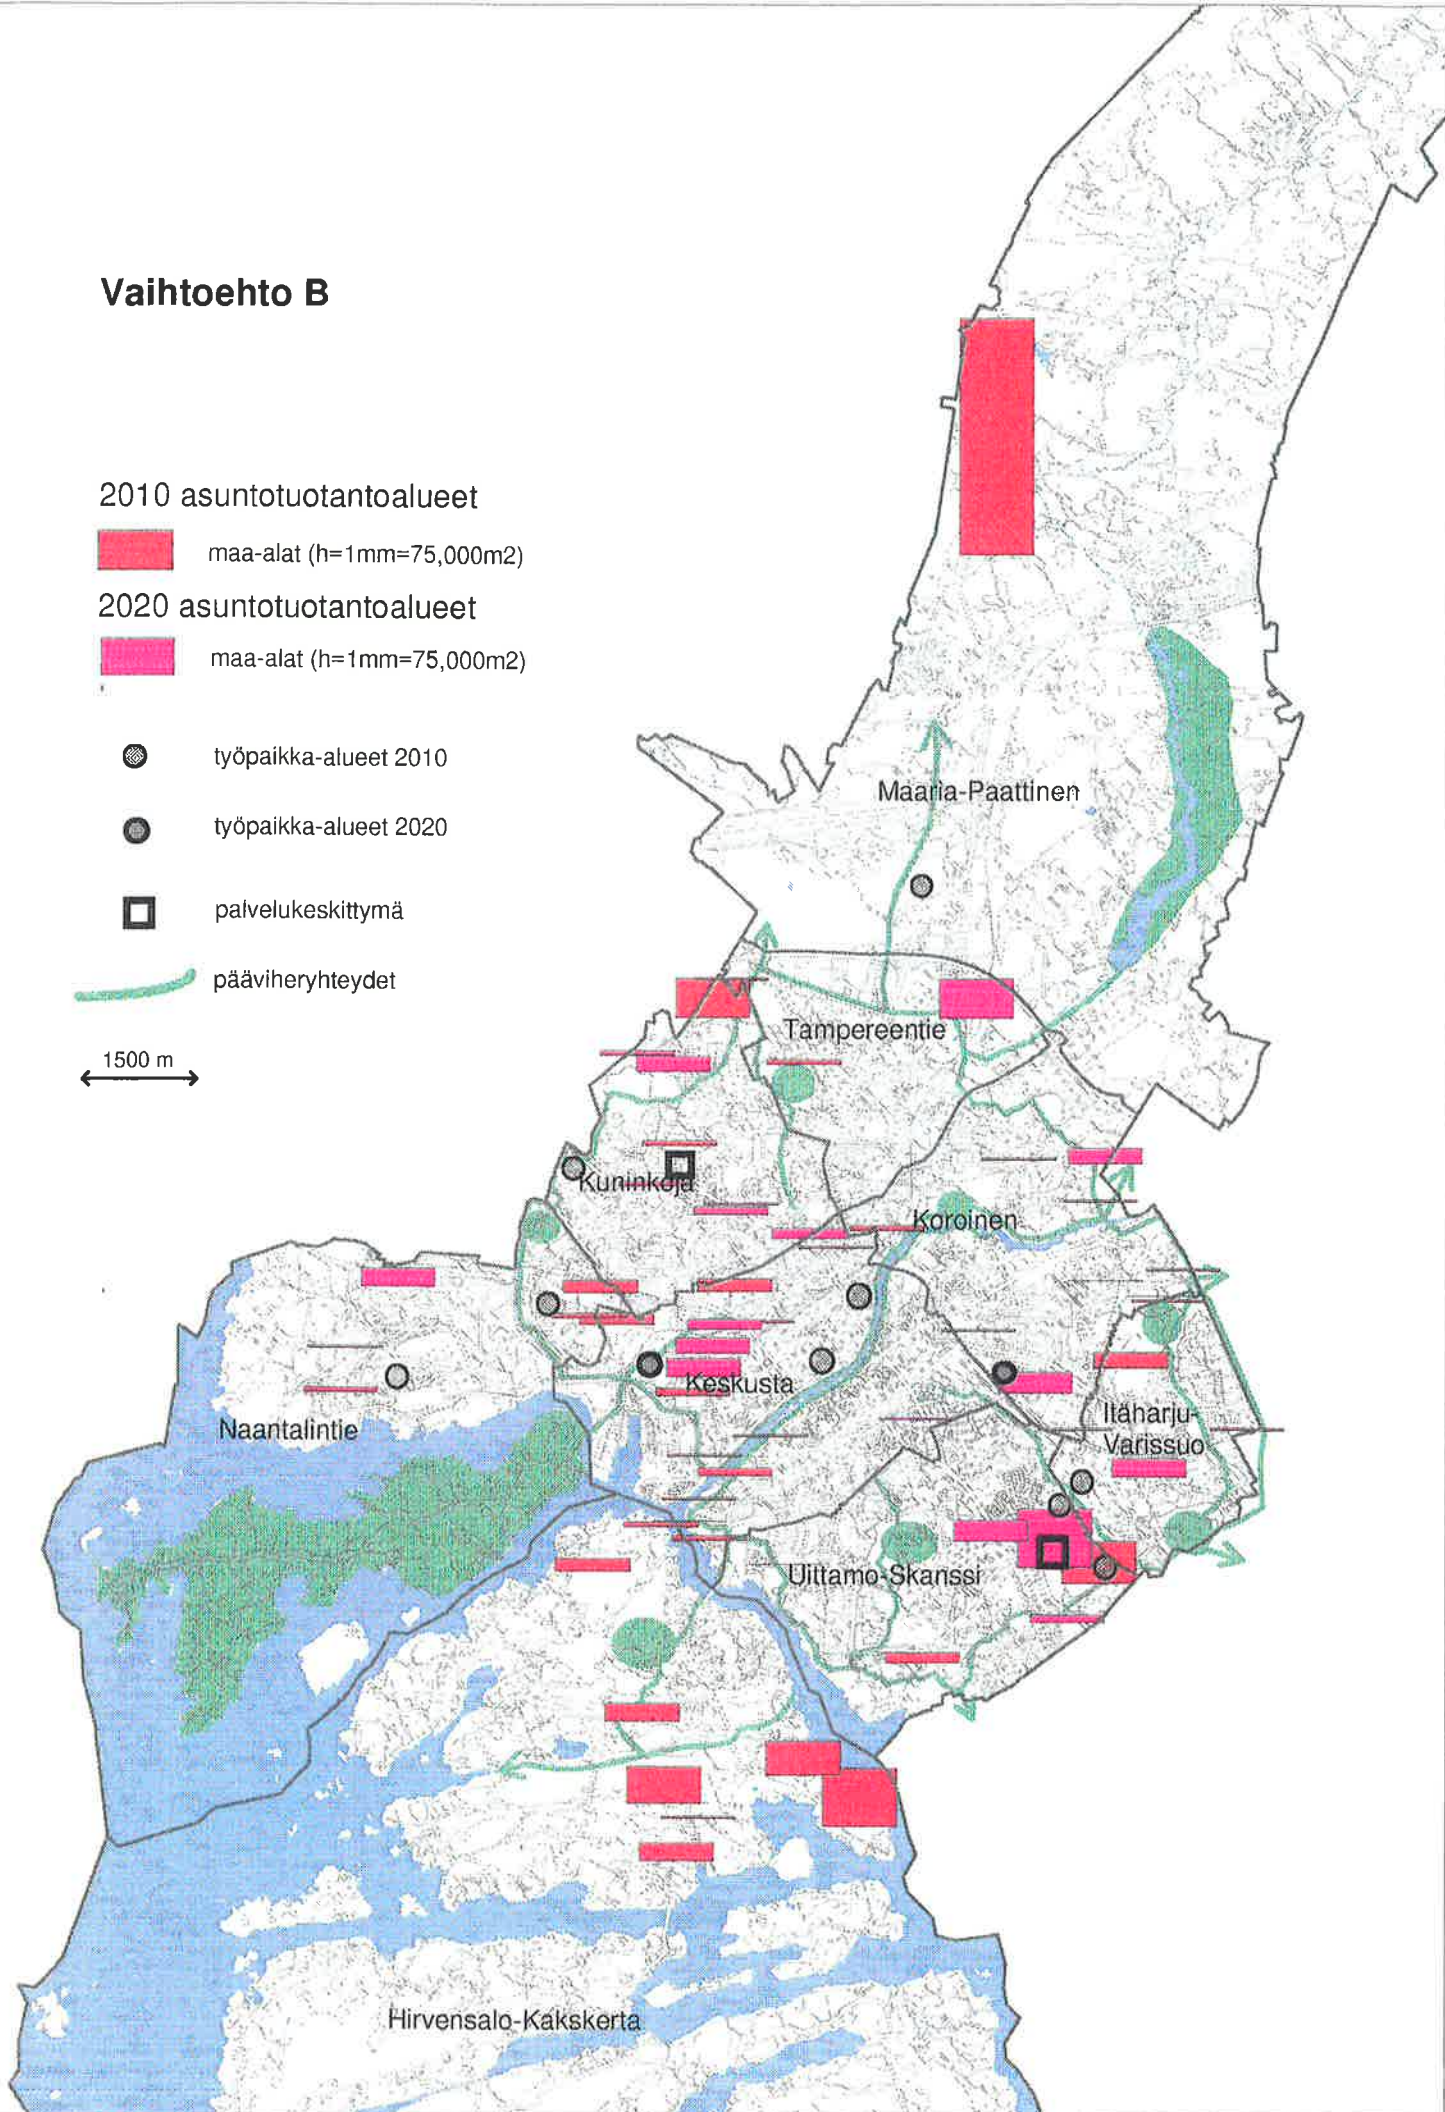 Vaihtoehto B
2010 asuntotuotantoalueet
maa-alat (h=1mm=75,000m2)
2020 asuntotuotantoalueet
maa-alat (h=1mm=75,000m2)
työpaikka-alueet 2010
työpaikka-alueet 2020
palvelukeskittymä
pääviheryhteydet
1500 m
Maaria-Paattinen
Tampereentie
Kuninkoja
Koroinen
Keskusta
Naantalintie
Itäharju-
Varissuo
Uittamo-Skanssi
Hirvensalo-Kakskerta